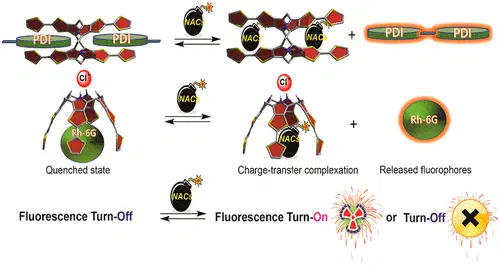 PDI PDI NACs NACs NACs + PDI PDI
Cl⁻ Cl⁻
Rh-6G NACs NACs + Rh-6G
Quenched state Charge-transfer complexation Released fluorophores
NACs
Fluorescence Turn-Off Fluorescence Turn-On or Turn-Off